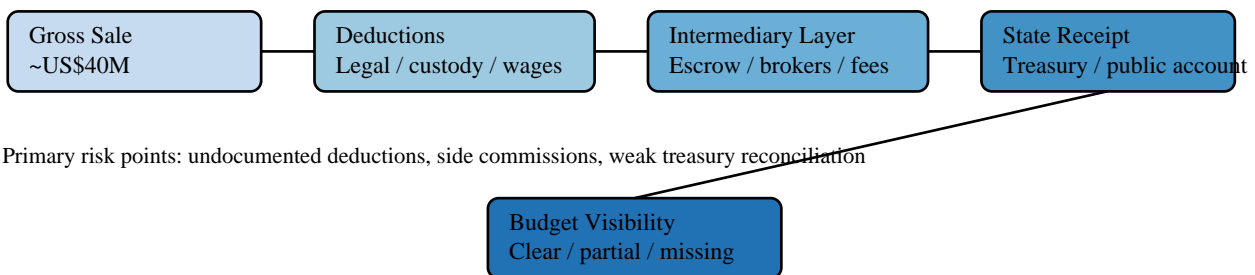 Gross Sale
~US$40M
Deductions
Legal / custody / wages
Intermediary Layer
Escrow / brokers / fees
State Receipt
Treasury / public account
Primary risk points: undocumented deductions, side commissions, weak treasury reconciliation
Budget Visibility
Clear / partial / missing